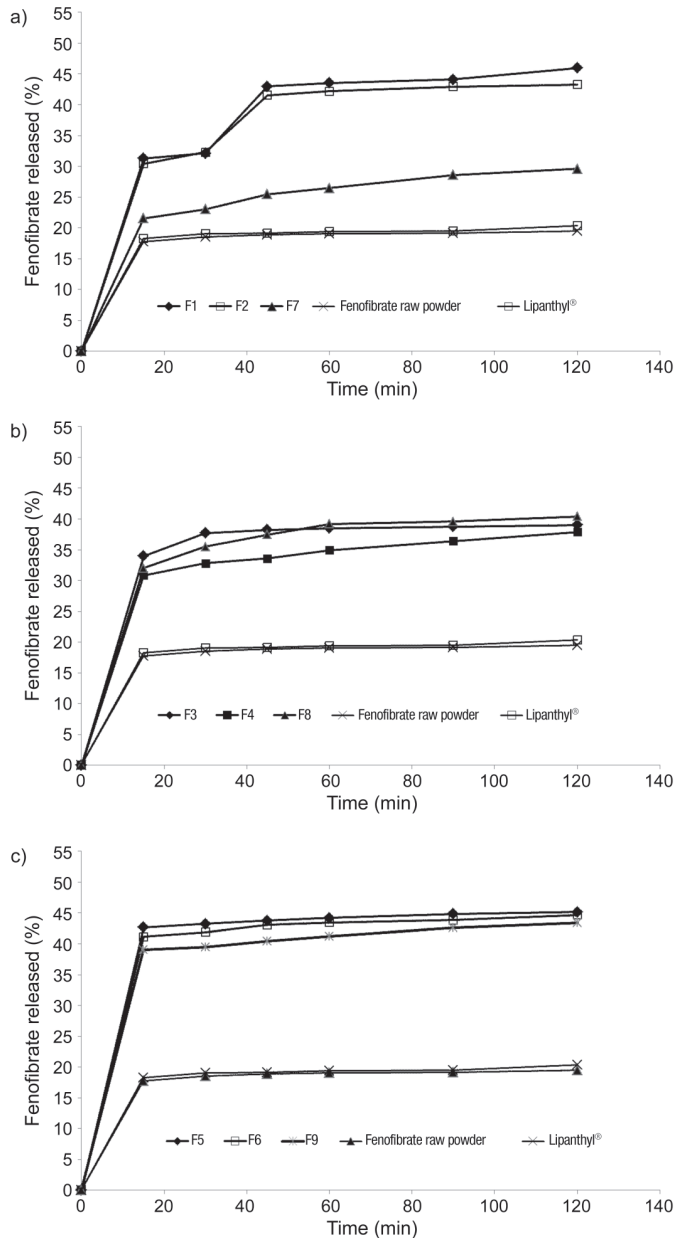 a)
Fenofibrate released (%)
55
50
45
40
35
30
25
20
15
10
5
0
F1 F2 F7 Fenofibrate raw powder Lipanthyl®
0 20 40 60 80 100 120 140
Time (min)
b)
Fenofibrate released (%)
55
50
45
40
35
30
25
20
15
10
5
0
F3 F4 F8 Fenofibrate raw powder Lipanthyl®
0 20 40 60 80 100 120 140
Time (min)
c)
Fenofibrate released (%)
55
50
45
40
35
30
25
20
15
10
5
0
F5 F6 F9 Fenofibrate raw powder Lipanthyl®
0 20 40 60 80 100 120 140
Time (min)